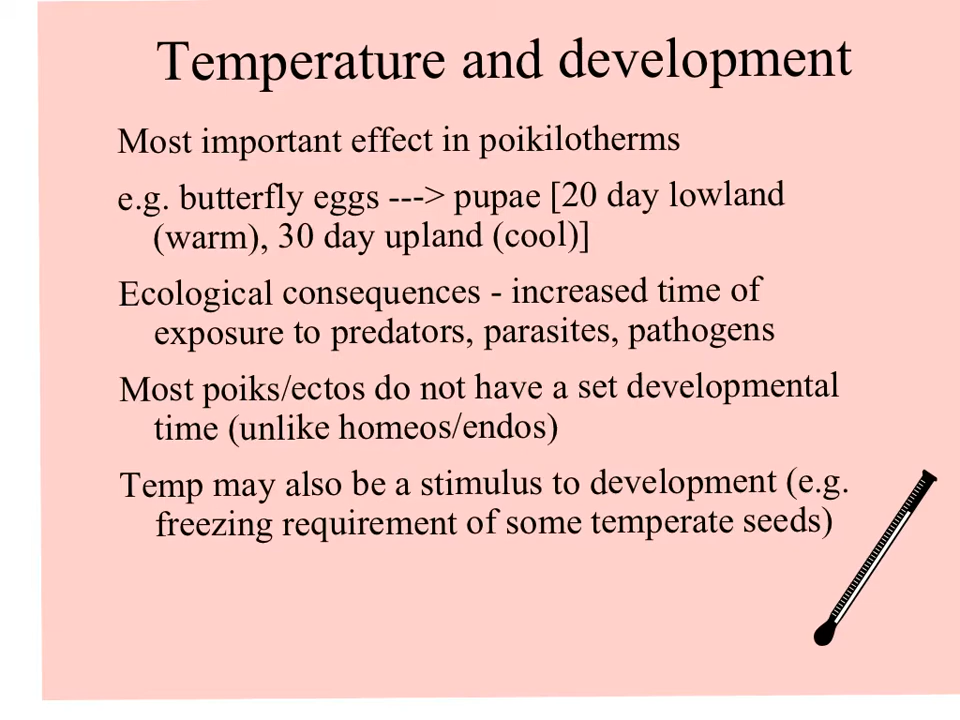 Temperature and development
Most important effect in poikilotherms
e.g. butterfly eggs ---> pupae [20 day lowland
(warm), 30 day upland (cool)]
Ecological consequences - increased time of
exposure to predators, parasites, pathogens
Most poiks/ectos do not have a set developmental
time (unlike homeos/endos)
Temp may also be a stimulus to development (e.g.
freezing requirement of some temperate seeds)